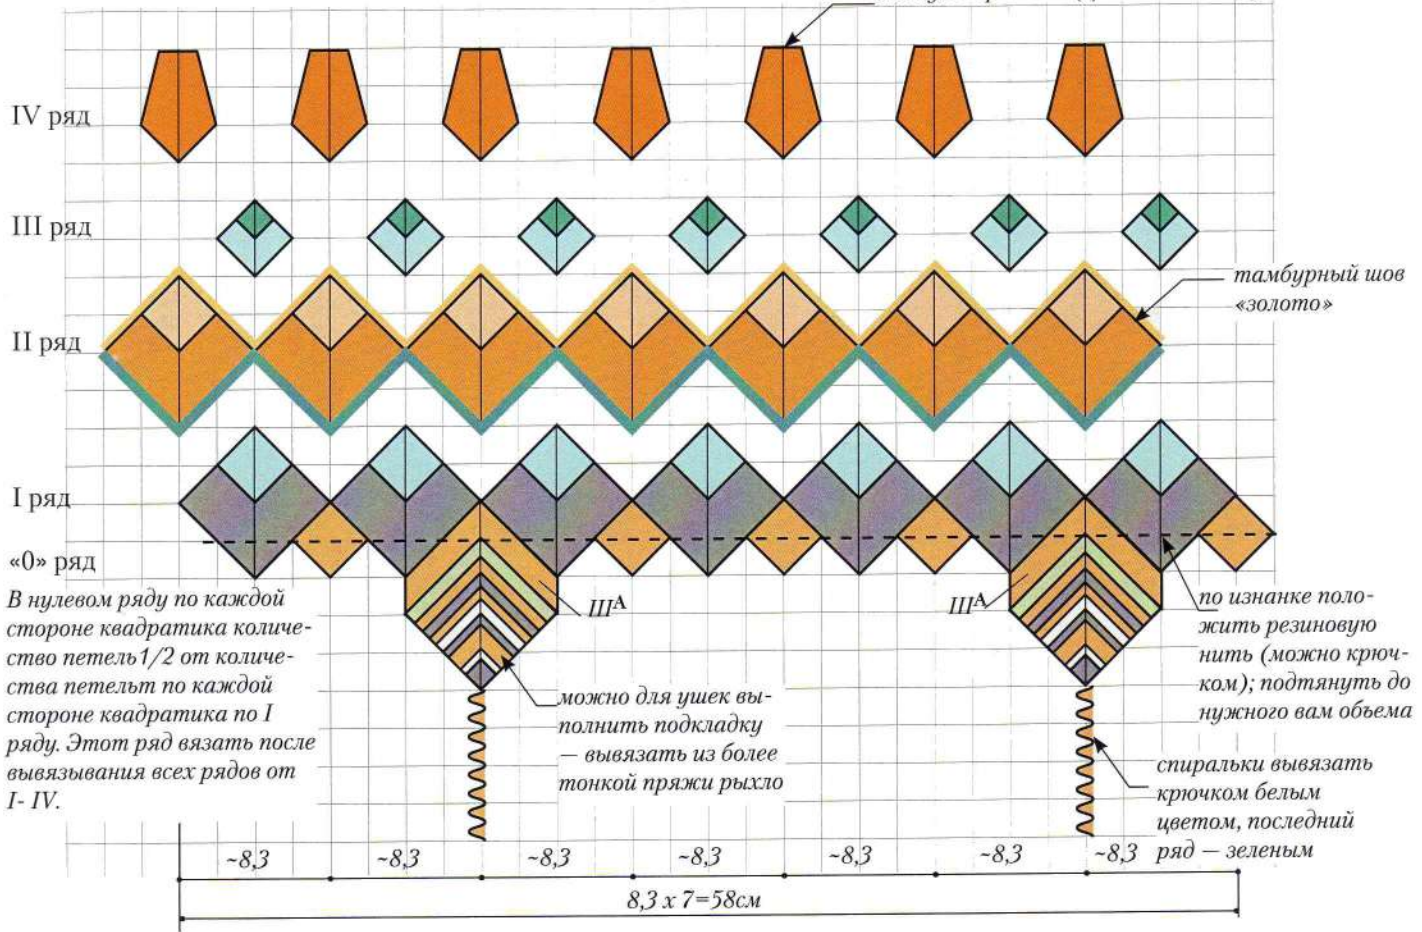 IV ряд
III ряд
тамбурный шов
«золото»
II ряд
I ряд
«0» ряд
В нулевом ряду по каждой
стороне квадратика количе-
ство петель 1/2 от количе-
ства петельт по каждой
стороне квадратика по I
ряду. Этот ряд вязать после
вывязывания всех рядов от
I- IV.
IIIᴬ
IIIᴬ
можно для ушек вы-
полнить подкладку
– вывязать из более
тонкой пряжи рыхло
по изнанке поло-
жить резиновую
нить (можно крюч-
ком); подтянуть до
нужного вам объема
спиральки вывязать
крючком белым
цветом, последний
ряд – зеленым
~8,3 ~8,3 ~8,3 ~8,3 ~8,3 ~8,3 ~8,3
8,3 x 7=58см